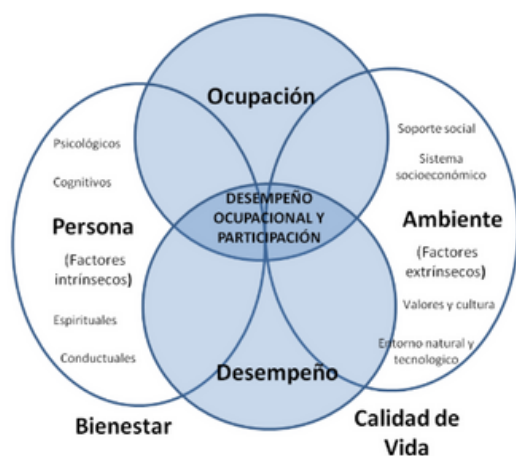 Ocupación
Psicológicos
Cognitivos
Persona
(Factores
intrínsecos)
Espirituales
Conductuales
Bienestar
DESEMPEÑO
OCUPACIONAL Y
PARTICIPACIÓN
Desempeño
Soporte social
Sistema
socioeconómico
Ambiente
(Factores
extrínsecos)
Valores y cultura
Entorno natural y
tecnologico
Calidad de
Vida